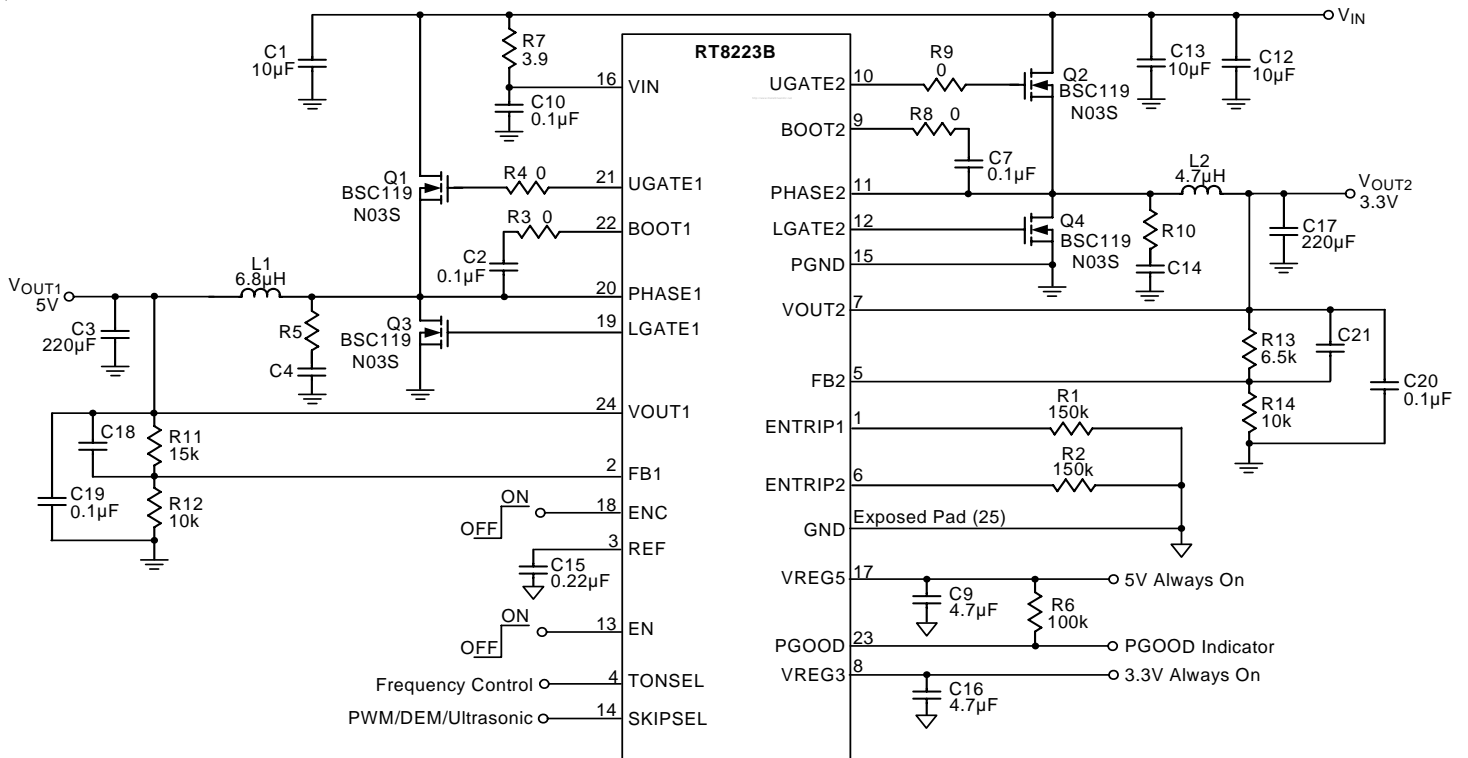 VIN
RT8223B
C1
10µF
R7
3.9
16 VIN
C10
0.1µF
UGATE2 10
R9
0
Q2
BSC119
N03S
C13
10µF
C12
10µF
BOOT2 9
R8 0
C7
0.1µF
Q1
BSC119
N03S
R4 0
21 UGATE1
PHASE2 11
L2
4.7µH
VOUT2
3.3V
R3 0
22 BOOT1
C2
0.1µF
LGATE2 12
Q4
BSC119
N03S
R10
C14
C17
220µF
PGND 15
VOUT1
5V
L1
6.8µH
20 PHASE1
VOUT2 7
C3
220µF
R5
C4
Q3
BSC119
N03S
19 LGATE1
R13
6.5k
C21
FB2 5
C20
0.1µF
R14
10k
24 VOUT1
C18
R11
15k
ENTRIP1 1
R1
150k
2 FB1
C19
0.1µF
R12
10k
ENTRIP2 6
R2
150k
ON
OFF
18 ENC
GND Exposed Pad (25)
3 REF
C15
0.22µF
VREG5 17
5V Always On
C9
4.7µF
R6
100k
ON
OFF
13 EN
PGOOD 23
PGOOD Indicator
VREG3 8
3.3V Always On
C16
4.7µF
Frequency Control 4 TONSEL
PWM/DEM/Ultrasonic 14 SKIPSEL